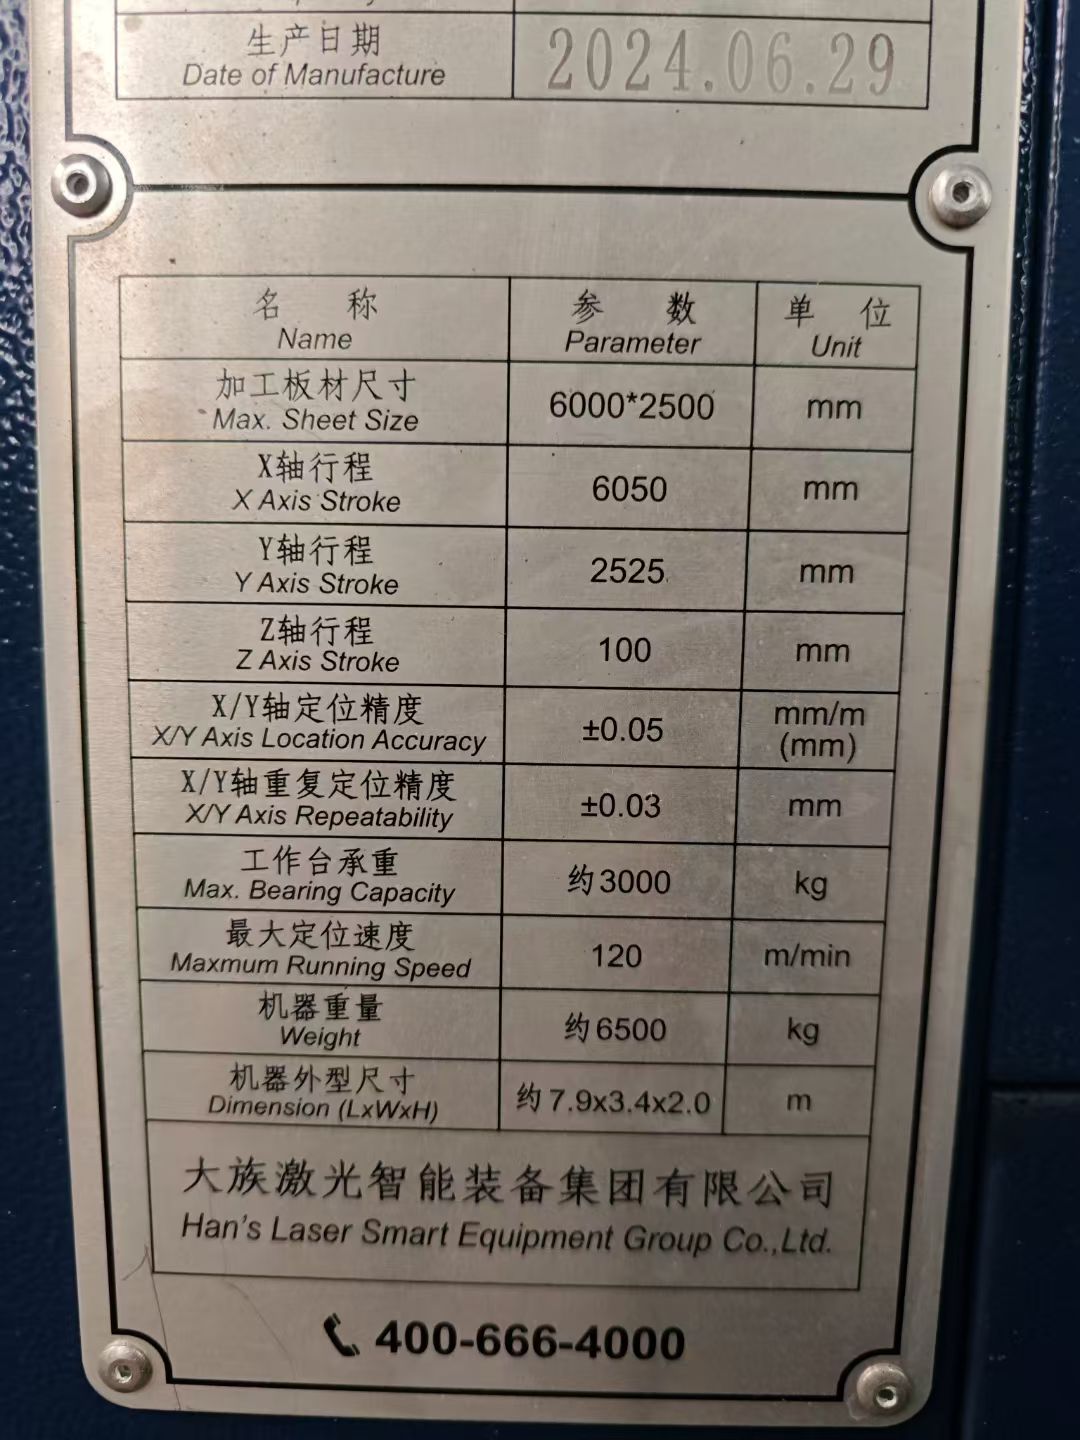 生产日期
Date of Manufacture
2024.06.29
名 称
Name
参 数
Parameter
单 位
Unit
加工板材尺寸
Max. Sheet Size
6000*2500
mm
X轴行程
X Axis Stroke
6050
mm
Y轴行程
Y Axis Stroke
2525
mm
Z轴行程
Z Axis Stroke
100
mm
X/Y轴定位精度
X/Y Axis Location Accuracy
±0.05
mm/m
(mm)
X/Y轴重复定位精度
X/Y Axis Repeatability
±0.03
mm
工作台承重
Max. Bearing Capacity
约3000
kg
最大定位速度
Maxmum Running Speed
120
m/min
机器重量
Weight
约6500
kg
机器外型尺寸
Dimension (LxWxH)
约7.9x3.4x2.0
m
大族激光智能装备集团有限公司
Han's Laser Smart Equipment Group Co.,Ltd.
400-666-4000